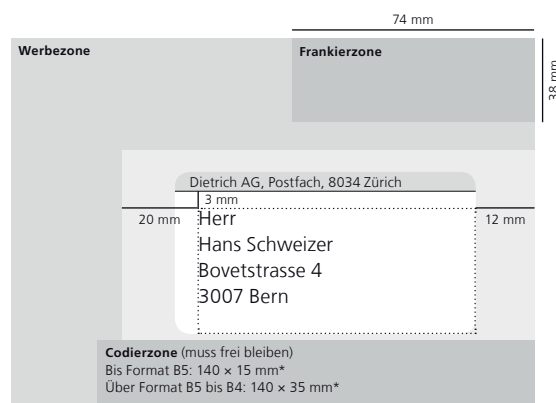 74 mm
Werbezone
Frankierzone
38 mm
Dietrich AG, Postfach, 8034 Zürich
3 mm
20 mm
12 mm
Herr
Hans Schweizer
Bovetstrasse 4
3007 Bern
Codierzone (muss frei bleiben)
Bis Format B5: 140 × 15 mm*
Über Format B5 bis B4: 140 × 35 mm*